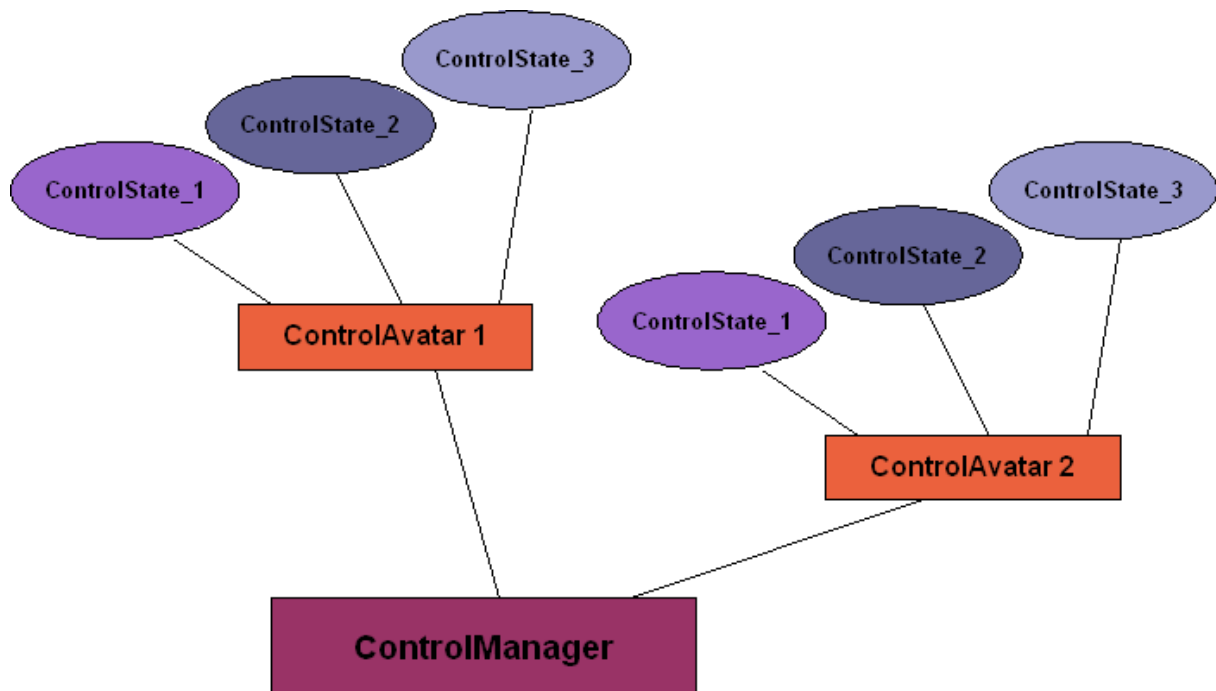 ControlState_3
ControlState_2
ControlState_1
ControlState_3
ControlState_2
ControlState_1
ControlAvatar 1
ControlAvatar 2
ControlManager